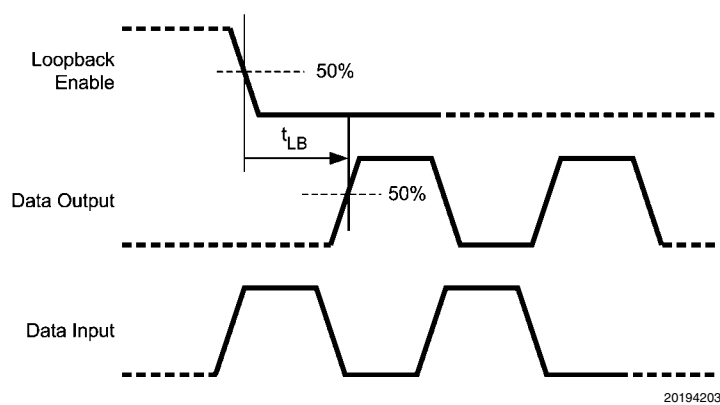 Loopback
Enable
50%
tLB
Data Output
50%
Data Input
20194203